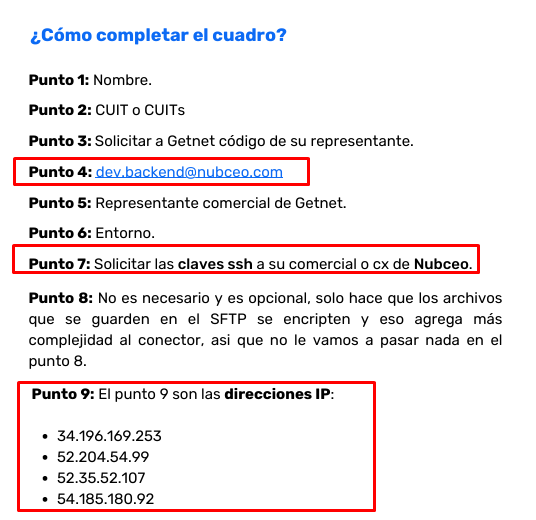 ¿Cómo completar el cuadro?
Punto 1: Nombre.
Punto 2: CUIT o CUITs
Punto 3: Solicitar a Getnet código de su representante.
Punto 4: dev.backend@nubceo.com
Punto 5: Representante comercial de Getnet.
Punto 6: Entorno.
Punto 7: Solicitar las claves ssh a su comercial o cx de Nubceo.
Punto 8: No es necesario y es opcional, solo hace que los archivos
que se guarden en el SFTP se encripten y eso agrega más
complejidad al conector, asi que no le vamos a pasar nada en el
punto 8.
Punto 9: El punto 9 son las direcciones IP:
• 34.196.169.253
• 52.204.54.99
• 52.35.52.107
• 54.185.180.92